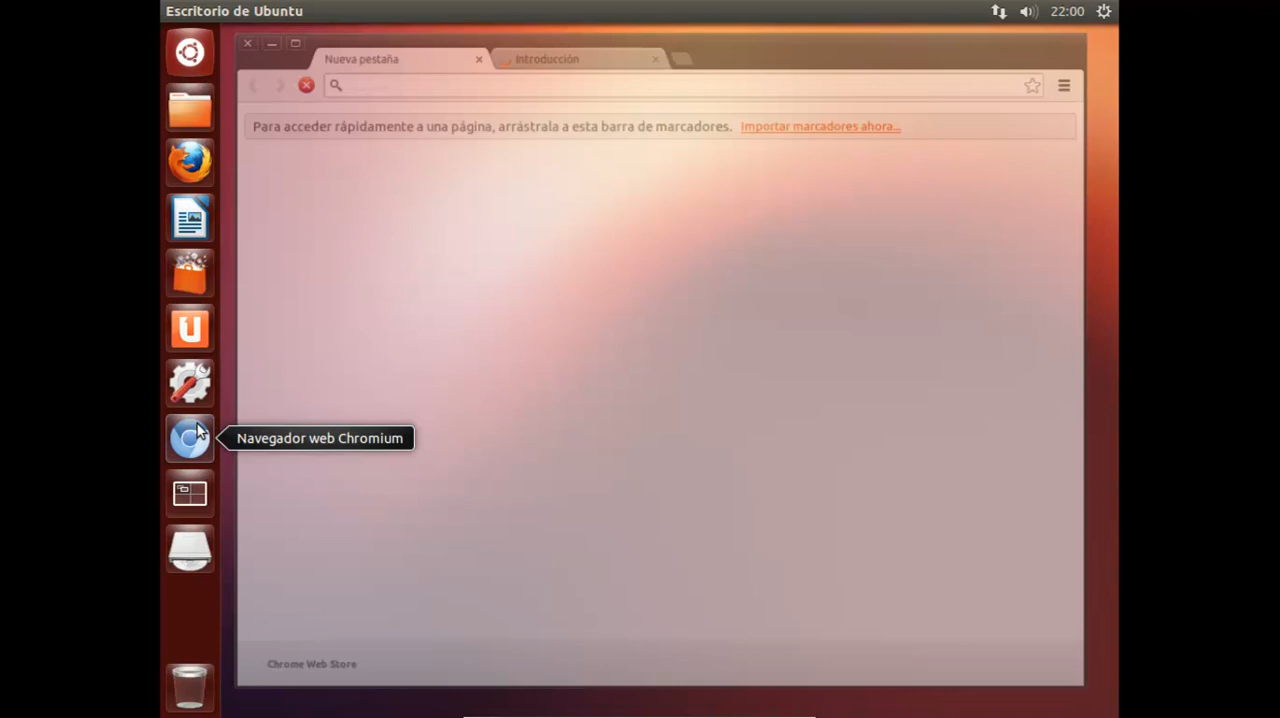 Escritorio de Ubuntu
22:00
Nueva pestaña
Introducción
Para acceder rápidamente a una página, arrástrala a esta barra de marcadores. Importar marcadores ahora...
Navegador web Chromium
Chrome Web Store